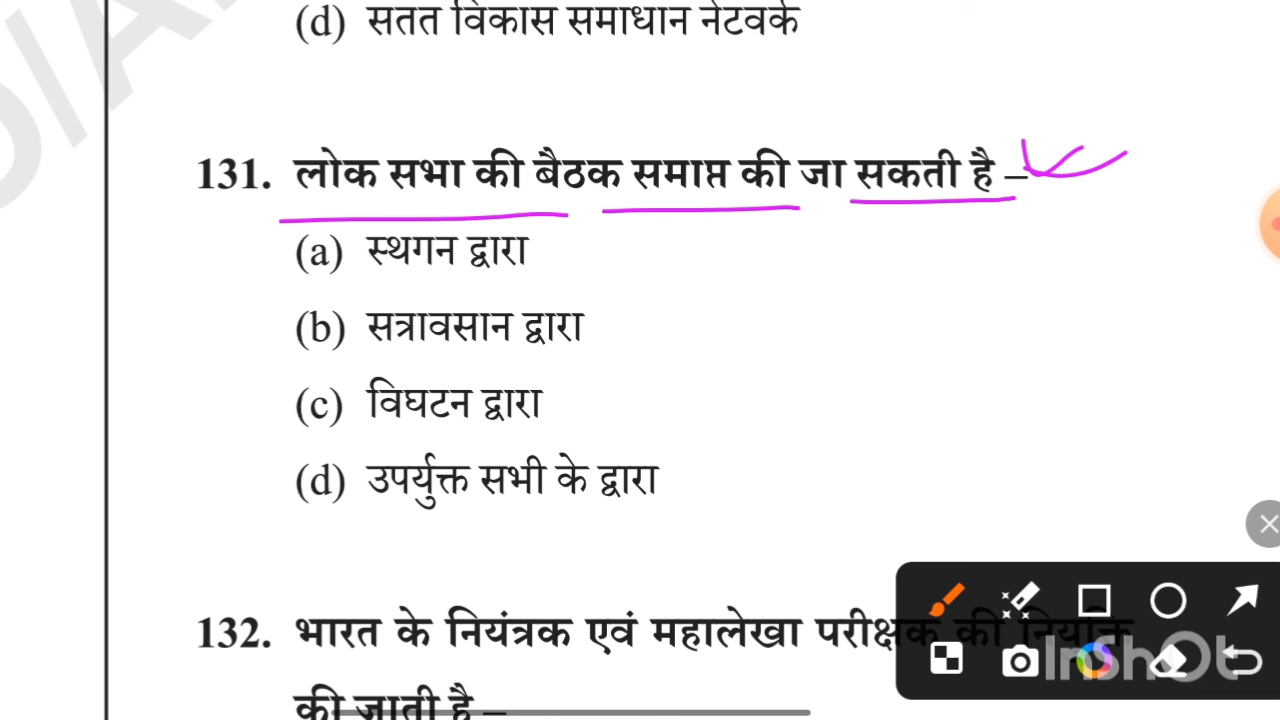 (d) सतत विकास समाधान नेटवर्क
131. लोक सभा की बैठक समाप्त की जा सकती है –
(a) स्थगन द्वारा
(b) सत्रावसान द्वारा
(c) विघटन द्वारा
(d) उपर्युक्त सभी के द्वारा
132. भारत के नियंत्रक एवं महालेखा परीक्षक की नियुक्ति
की जाती है –
InShOt